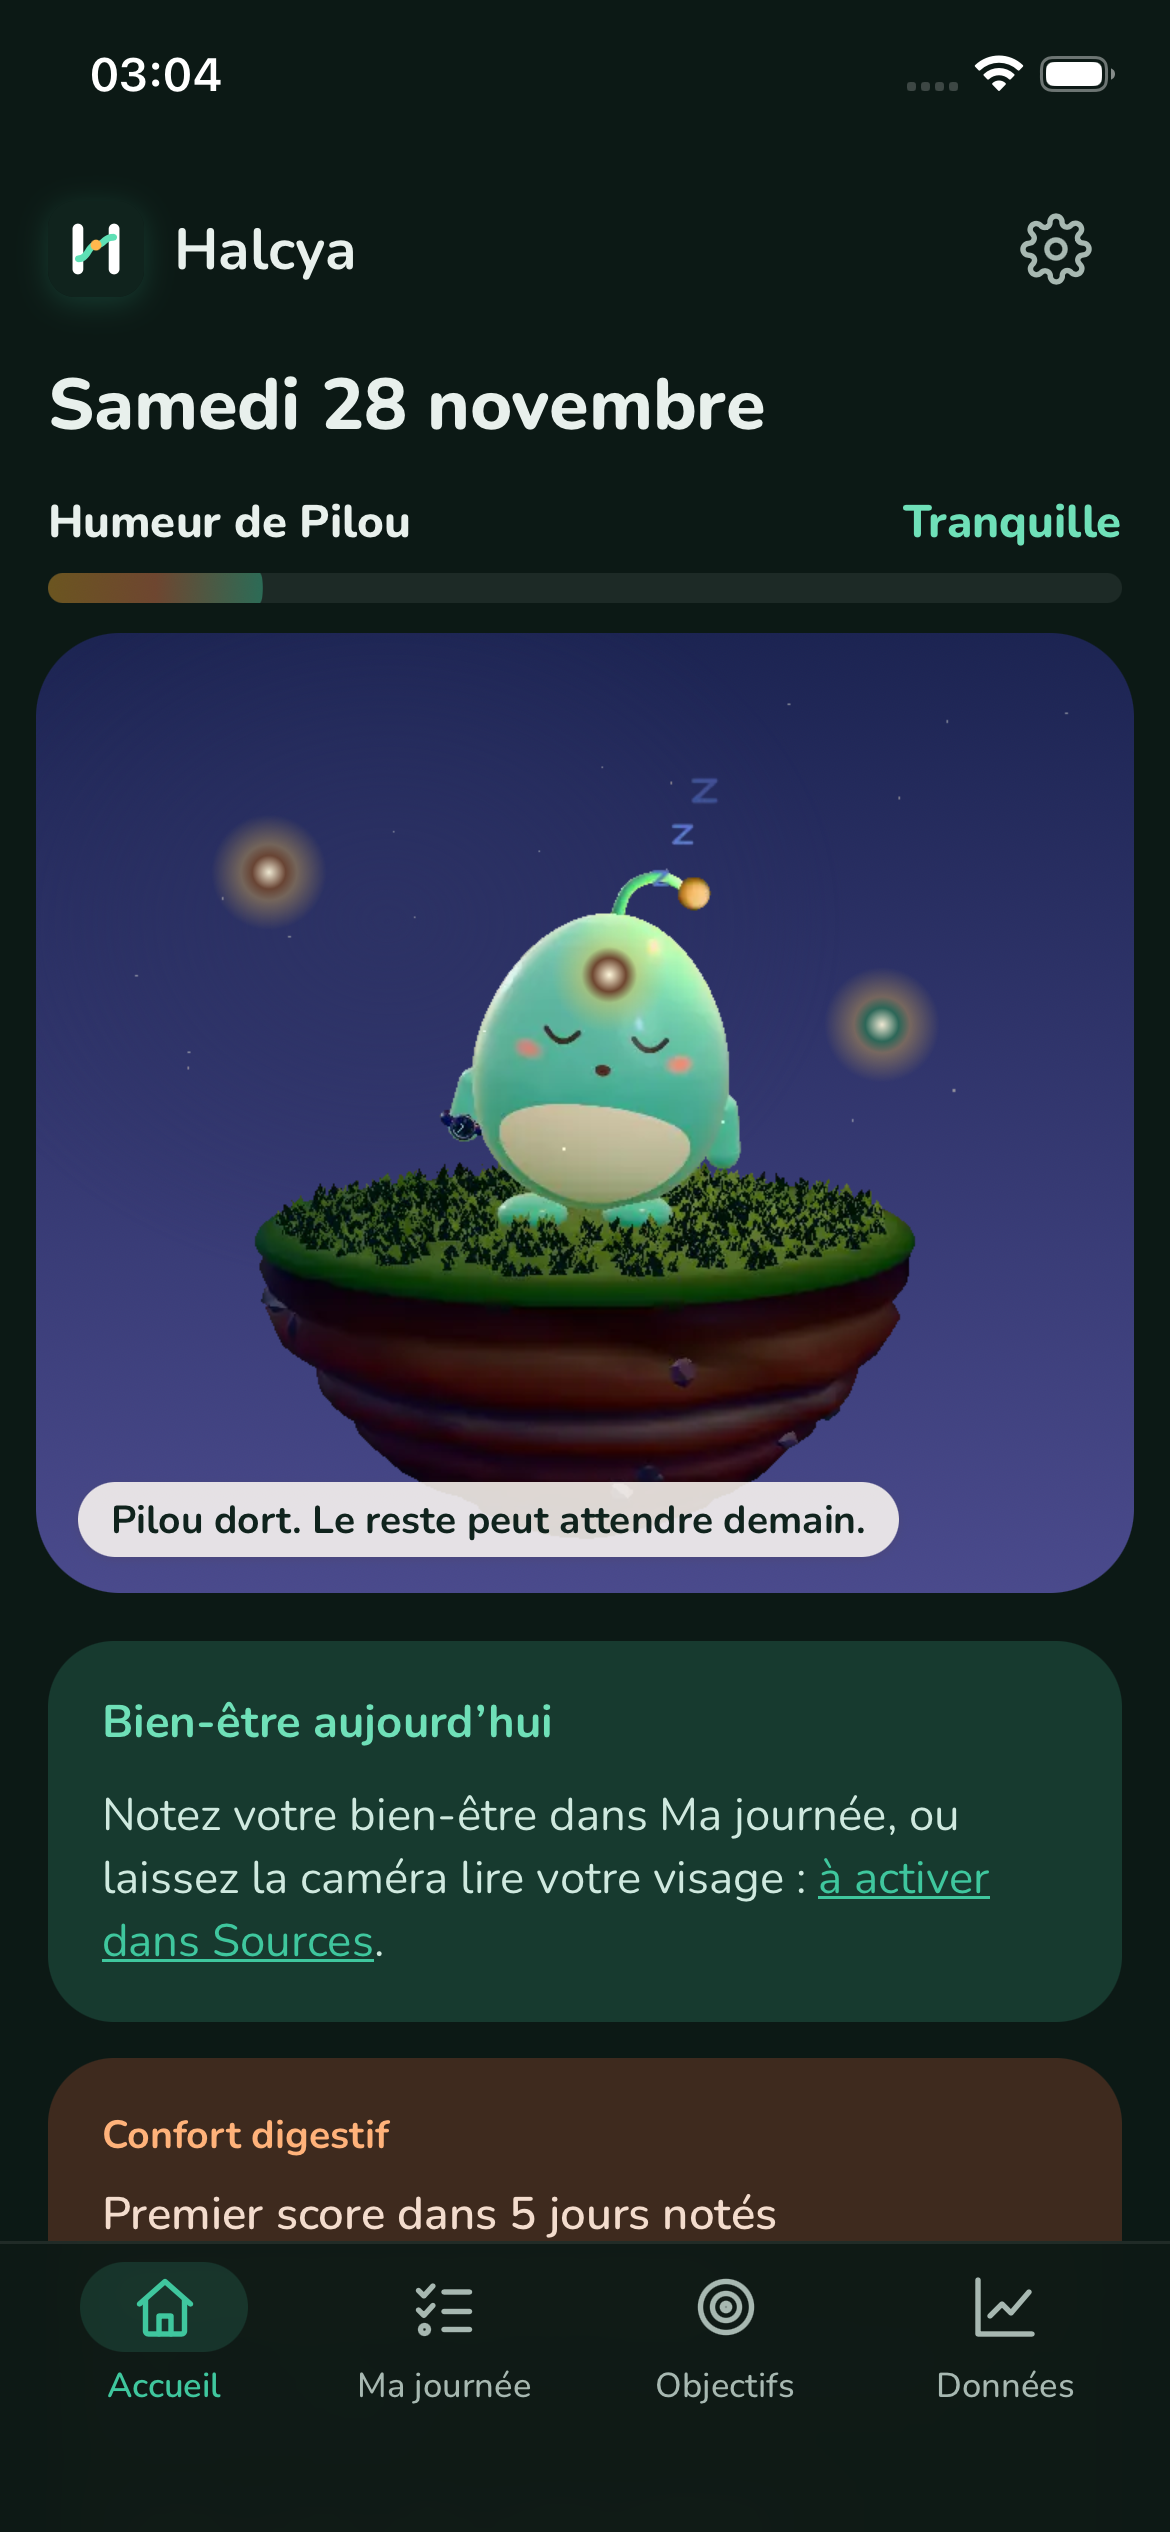 03:04
Halcya
Samedi 28 novembre
Humeur de Pilou
Tranquille
z
z
z
Pilou dort. Le reste peut attendre demain.
Bien-être aujourd’hui
Notez votre bien-être dans Ma journée, ou
laissez la caméra lire votre visage : à activer
dans Sources.
Confort digestif
Premier score dans 5 jours notés
Accueil
Ma journée
Objectifs
Données